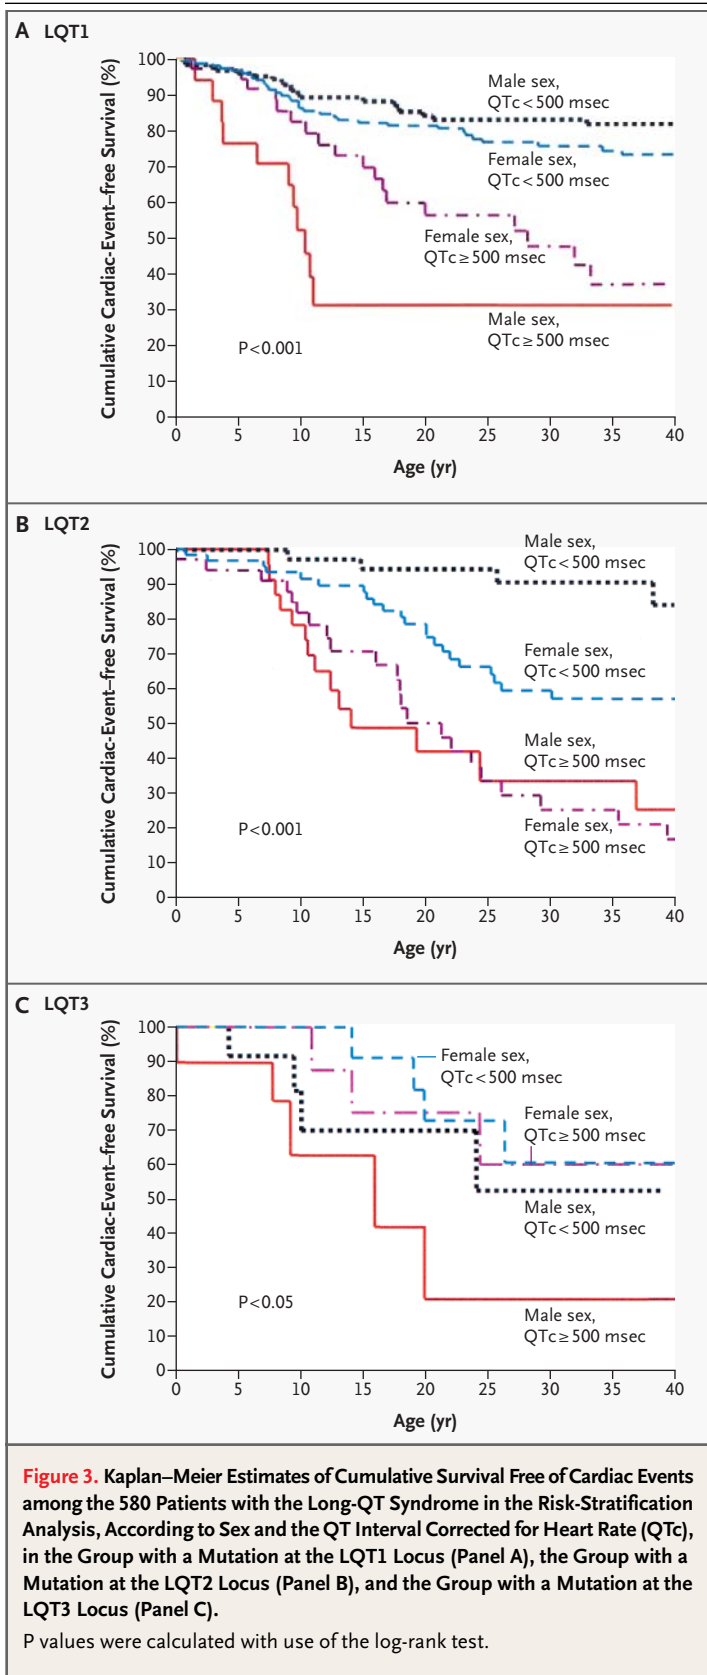 A LQT1
Cumulative Cardiac-Event–free Survival (%)
100
90
80
70
60
50
40
30
20
10
0
Male sex,
QTc<500 msec
Female sex,
QTc<500 msec
Female sex,
QTc≥500 msec
Male sex,
QTc≥500 msec
P<0.001
0 5 10 15 20 25 30 35 40
Age (yr)
B LQT2
Cumulative Cardiac-Event–free Survival (%)
100
90
80
70
60
50
40
30
20
10
0
Male sex,
QTc<500 msec
Female sex,
QTc<500 msec
Male sex,
QTc≥500 msec
Female sex,
QTc≥500 msec
P<0.001
0 5 10 15 20 25 30 35 40
Age (yr)
C LQT3
Cumulative Cardiac-Event–free Survival (%)
100
90
80
70
60
50
40
30
20
10
0
Female sex,
QTc<500 msec
Female sex,
QTc≥500 msec
Male sex,
QTc<500 msec
Male sex,
QTc≥500 msec
P<0.05
0 5 10 15 20 25 30 35 40
Age (yr)
Figure 3. Kaplan–Meier Estimates of Cumulative Survival Free of Cardiac Events
among the 580 Patients with the Long-QT Syndrome in the Risk-Stratification
Analysis, According to Sex and the QT Interval Corrected for Heart Rate (QTc),
in the Group with a Mutation at the LQT1 Locus (Panel A), the Group with a
Mutation at the LQT2 Locus (Panel B), and the Group with a Mutation at the
LQT3 Locus (Panel C).
P values were calculated with use of the log-rank test.